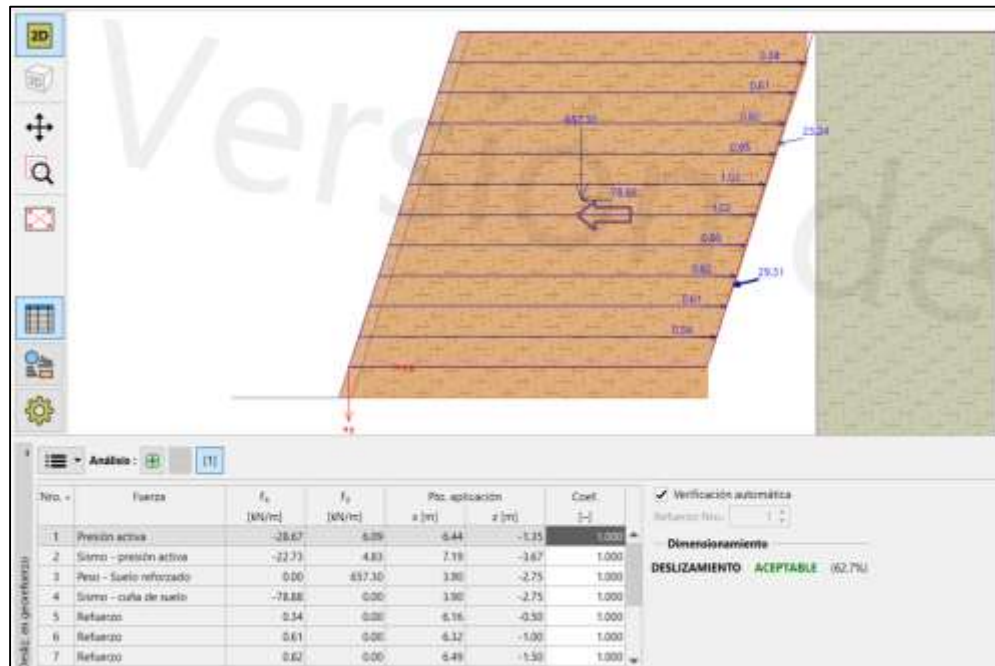 2D
Versión de
0.34
0.61
0.82
657.30
25.24
0.95
1.02
78.88
1.02
0.95
0.82
29.31
0.61
0.34
Análisis :
[1]
Nro.
Fuerza
Fx
Fz
Pto. aplicación
Coef.
[kN/m]
[kN/m]
x [m]
z [m]
[–]
1 Presión activa -28.67 6.09 6.44 -1.35 1.000
2 Sismo - presión activa -22.73 4.83 7.19 -3.67 1.000
3 Peso - Suelo reforzado 0.00 657.30 3.90 -2.75 1.000
4 Sismo - cuña de suelo -78.88 0.00 3.90 -2.75 1.000
5 Refuerzo 0.34 0.00 6.16 -0.50 1.000
6 Refuerzo 0.61 0.00 6.32 -1.00 1.000
7 Refuerzo 0.82 0.00 6.49 -1.50 1.000
Verificación automática
Refuerzo Nro.: 1
Dimensionamiento
DESLIZAMIENTO ACEPTABLE (62.7%)